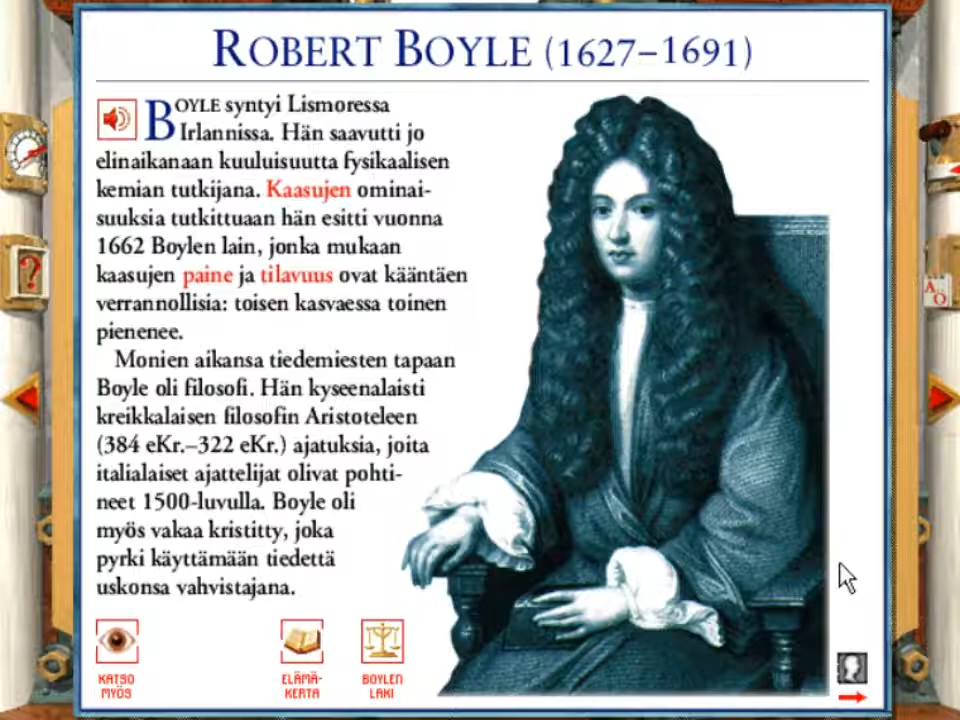 ROBERT BOYLE (1627–1691)
BOYLE syntyi Lismoressa
Irlannissa. Hän saavutti jo
elinaikanaan kuuluisuutta fysikaalisen
kemian tutkijana. Kaasujen ominai-
suuksia tutkittuaan hän esitti vuonna
1662 Boylen lain, jonka mukaan
kaasujen paine ja tilavuus ovat kääntäen
verrannollisia: toisen kasvaessa toinen
pienenee.
Monien aikansa tiedemiesten tapaan
Boyle oli filosofi. Hän kyseenalaisti
kreikkalaisen filosofin Aristoteleen
(384 eKr.–322 eKr.) ajatuksia, joita
italialaiset ajattelijat olivat pohti-
neet 1500-luvulla. Boyle oli
myös vakaa kristitty, joka
pyrki käyttämään tiedettä
uskonsa vahvistajana.
KATSO
MYÖS
ELÄMÄ-
KERTA
BOYLEN
LAKI
?
A
Ö